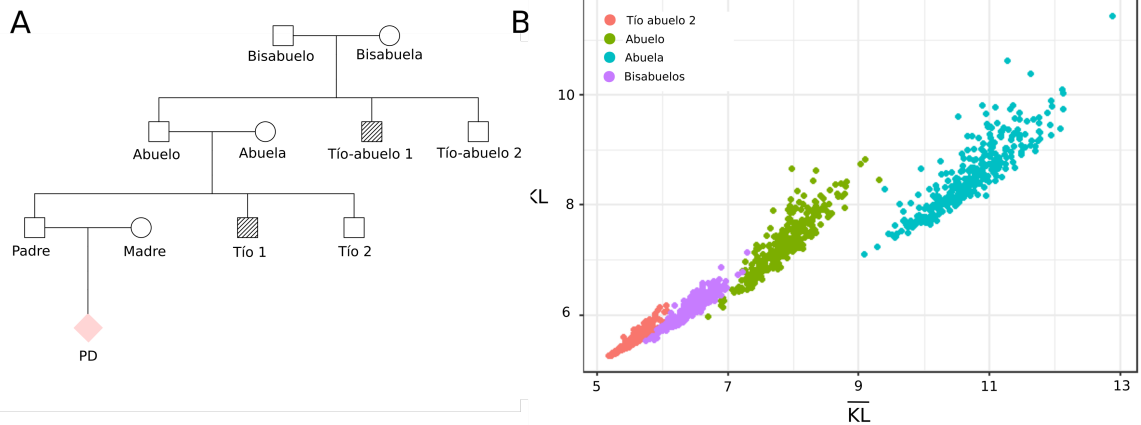 A
Bisabuelo
Bisabuela
Abuelo
Abuela
Tío-abuelo 1
Tío-abuelo 2
Padre
Madre
Tío 1
Tío 2
PD
B
Tío abuelo 2
Abuelo
Abuela
Bisabuelos
10
8
6
KL
5 7 9 11 13
KL